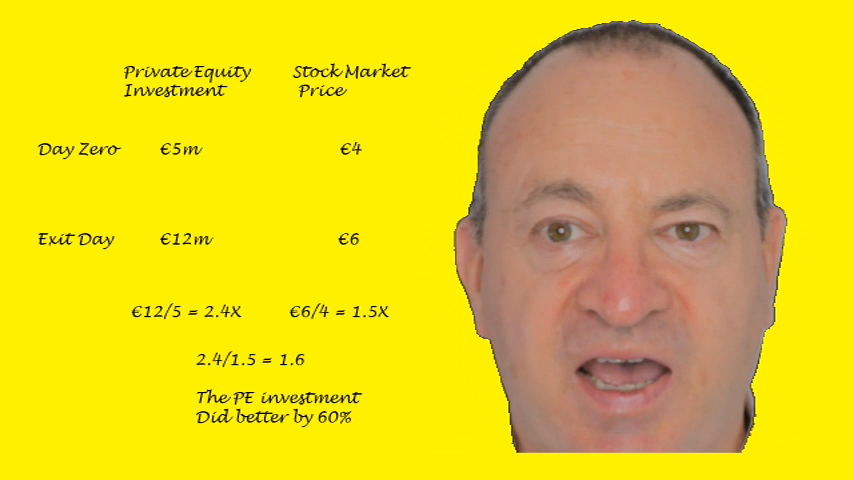 Private Equity Stock Market
Investment Price
Day Zero €5m €4
Exit Day €12m €6
€12/5 = 2.4X €6/4 = 1.5X
2.4/1.5 = 1.6
The PE investment
Did better by 60%